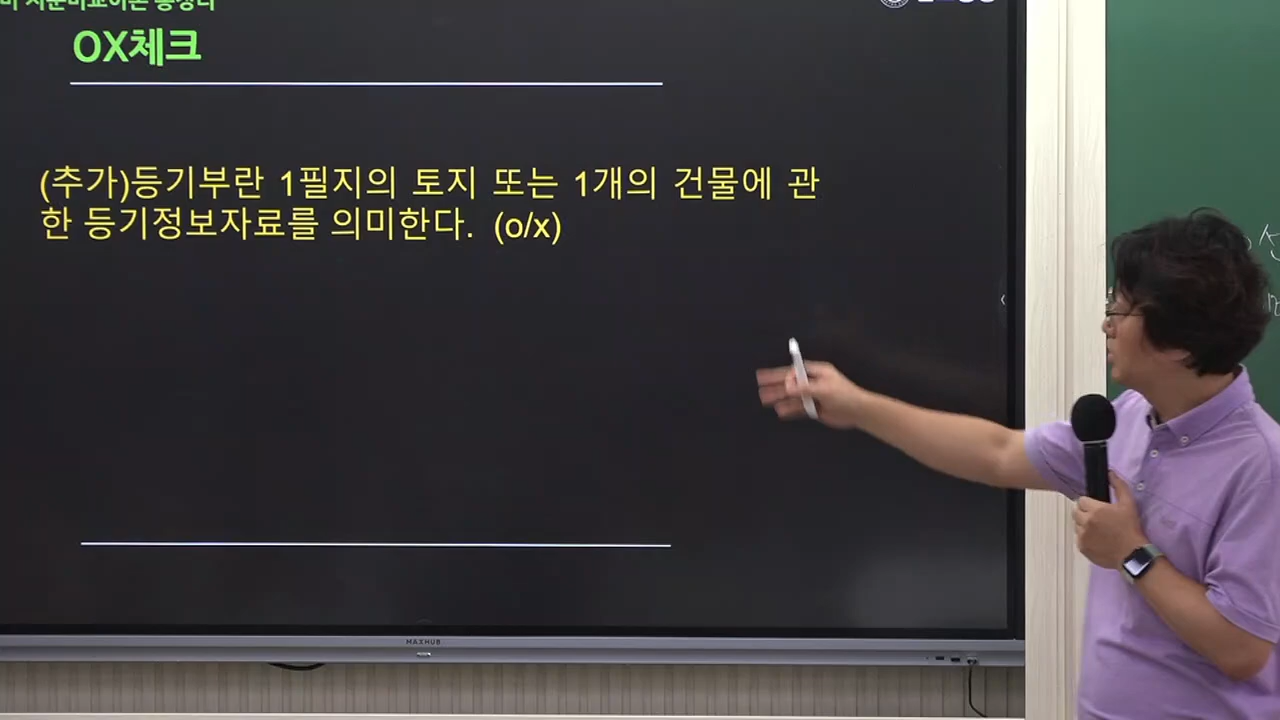 OX체크
(추가)등기부란 1필지의 토지 또는 1개의 건물에 관
한 등기정보자료를 의미한다. (o/x)
MAXHUB